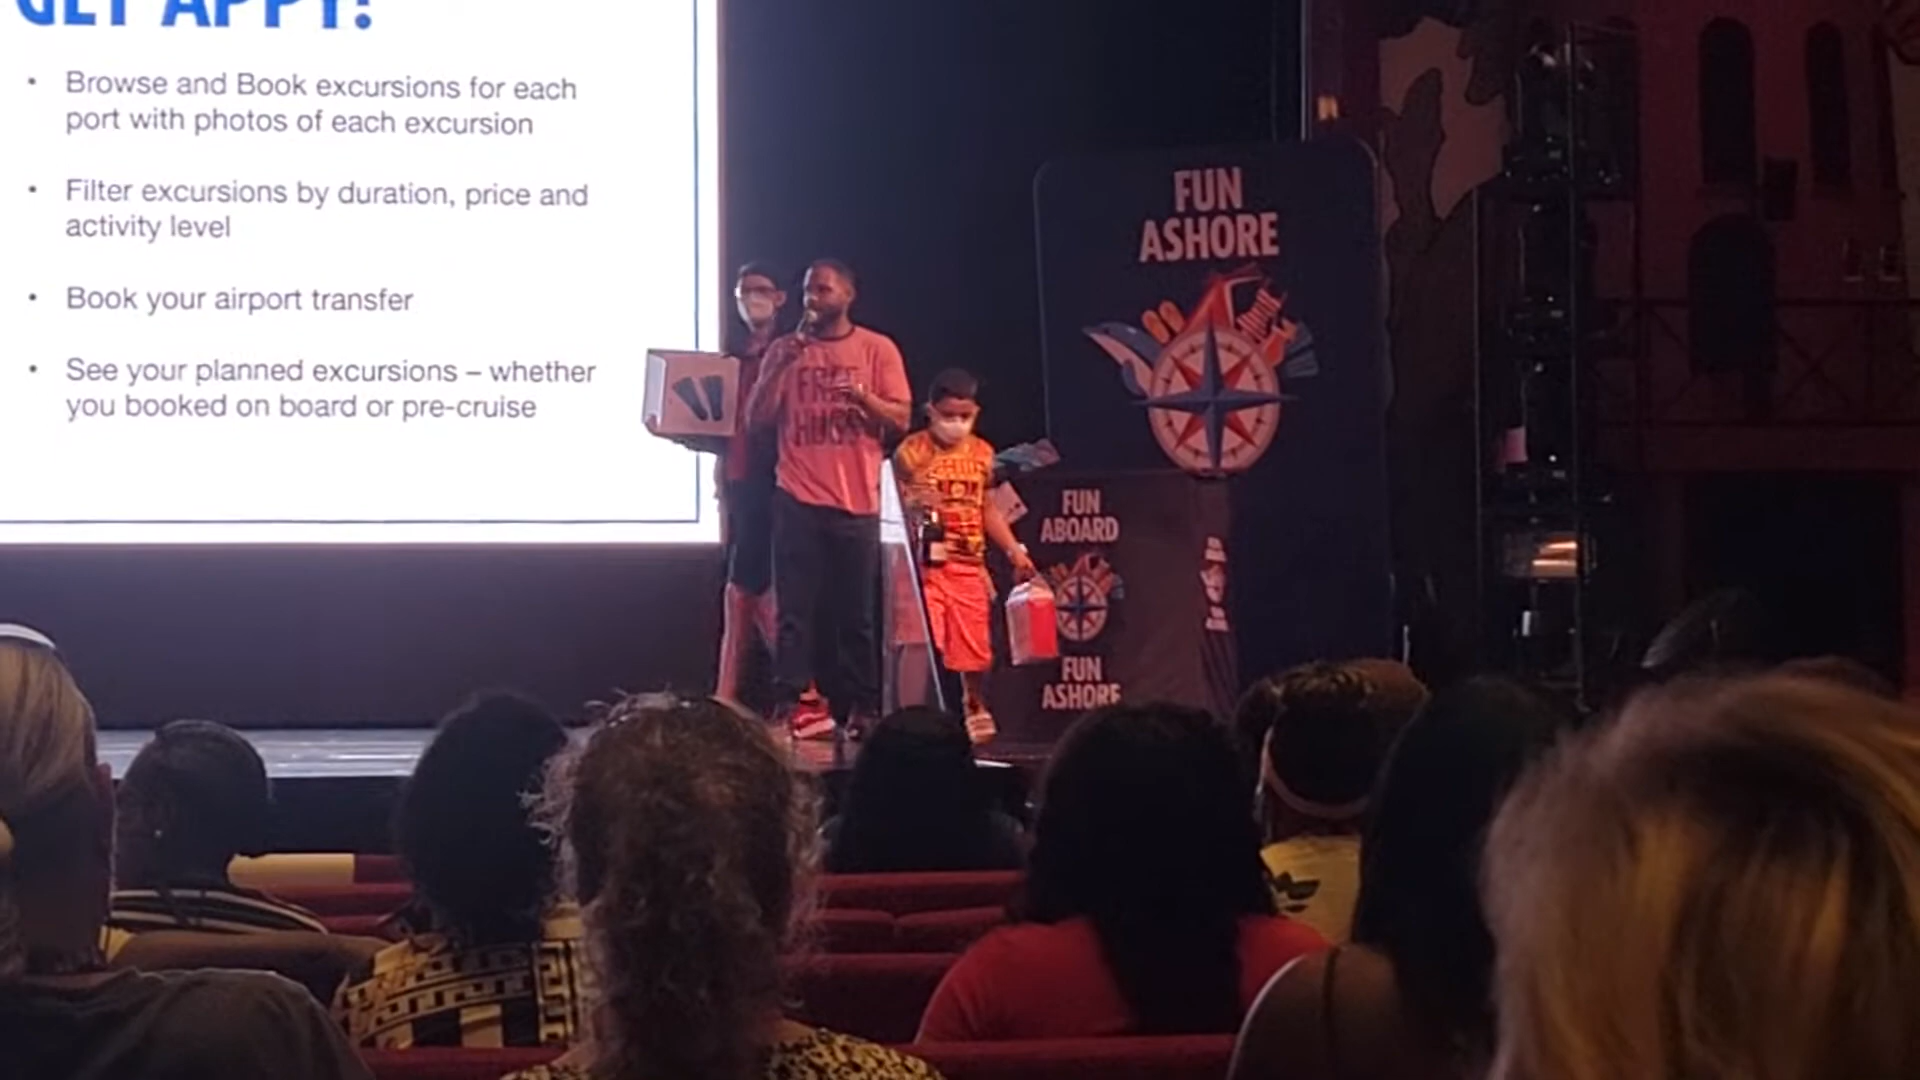 GET APPY!
• Browse and Book excursions for each
port with photos of each excursion
• Filter excursions by duration, price and
activity level
• Book your airport transfer
• See your planned excursions – whether
you booked on board or pre-cruise
FREE
HUGS
FUN
ASHORE
FUN
ABOARD
FUN
ASHORE